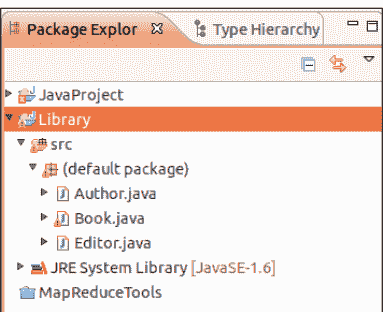 Package Explor Type Hierarchy
JavaProject
Library
src
(default package)
Author.java
Book.java
Editor.java
JRE System Library [JavaSE-1.6]
MapReduceTools